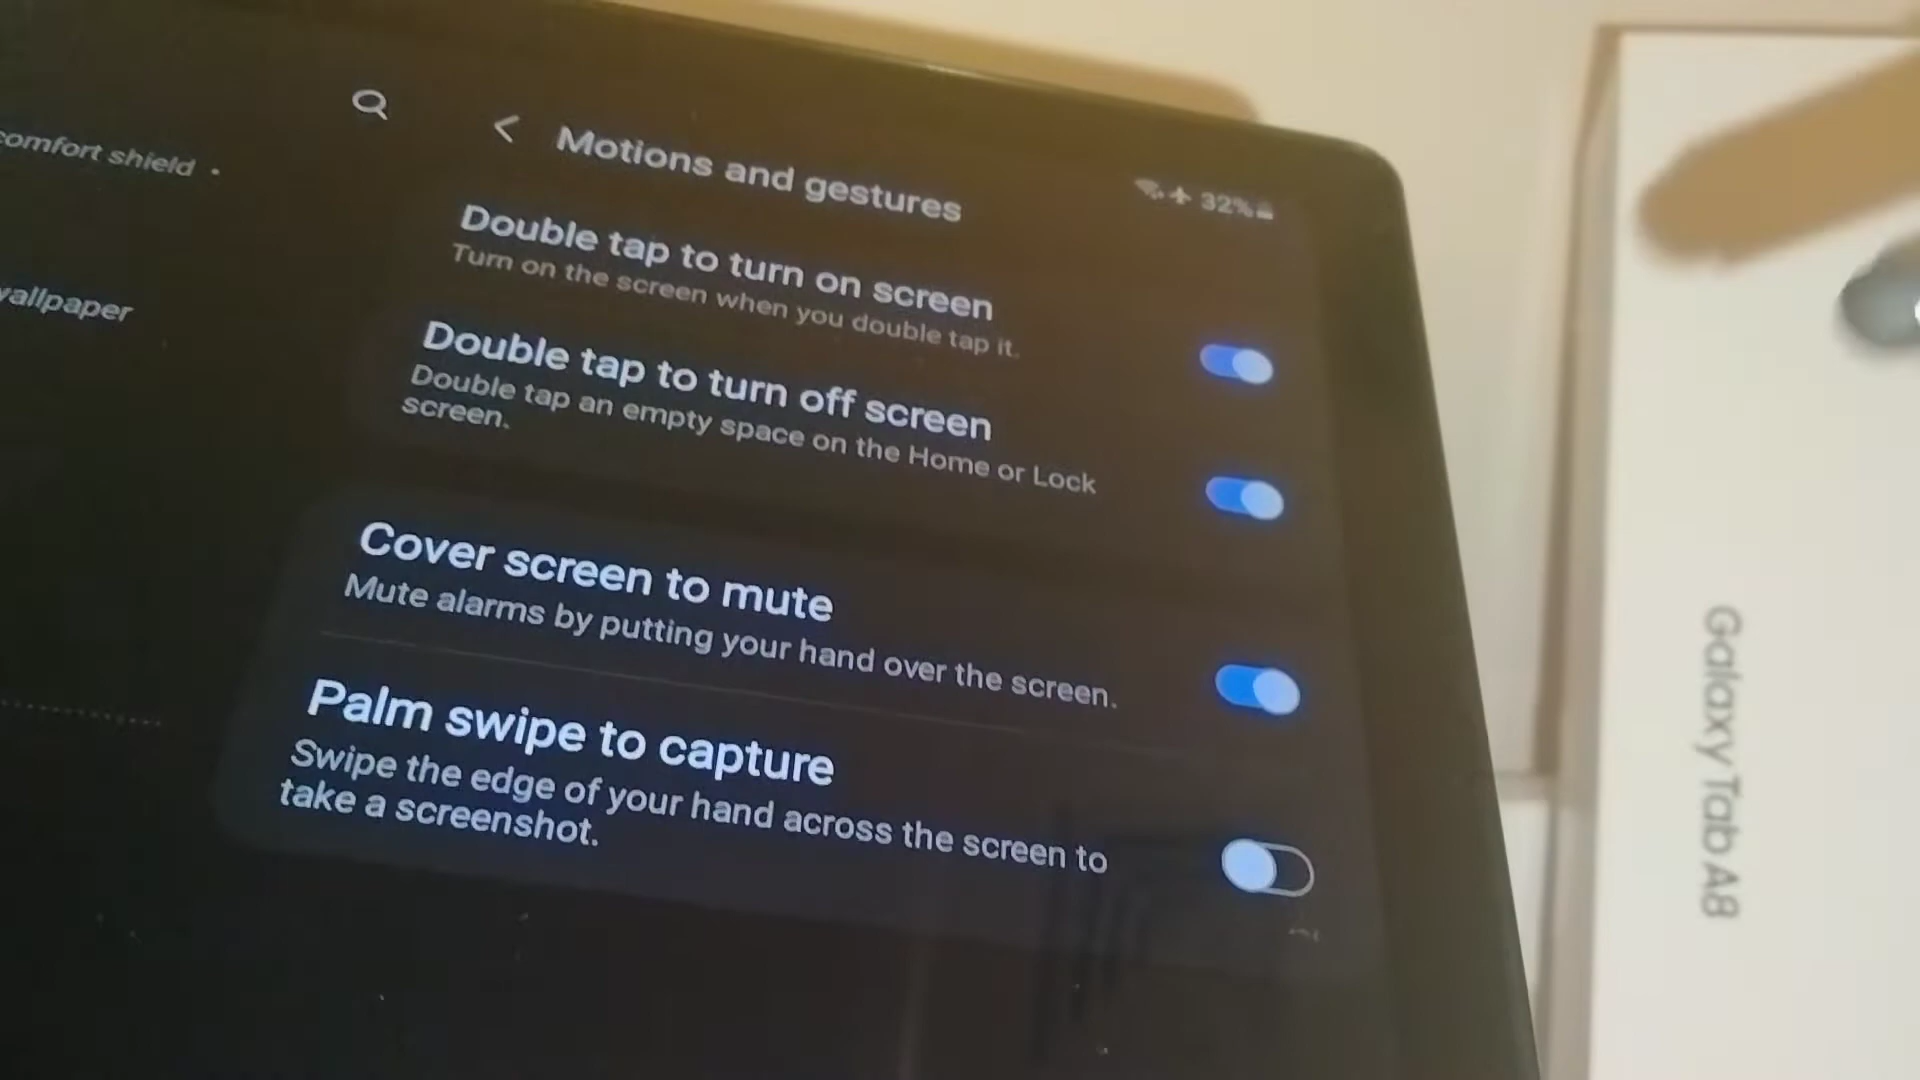 comfort shield •
wallpaper
Motions and gestures
32%
Double tap to turn on screen
Turn on the screen when you double tap it.
Double tap to turn off screen
Double tap an empty space on the Home or Lock
screen.
Cover screen to mute
Mute alarms by putting your hand over the screen.
Palm swipe to capture
Swipe the edge of your hand across the screen to
take a screenshot.
Galaxy Tab A8